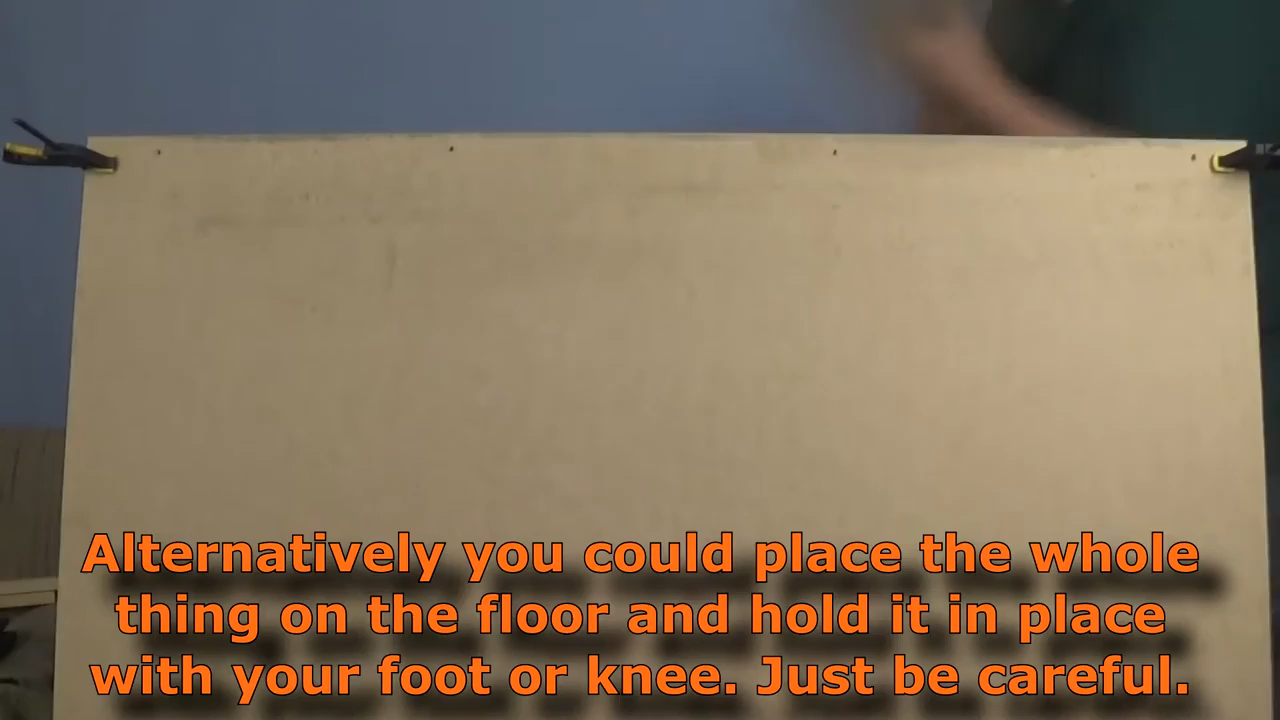 Alternatively you could place the whole
thing on the floor and hold it in place
with your foot or knee. Just be careful.